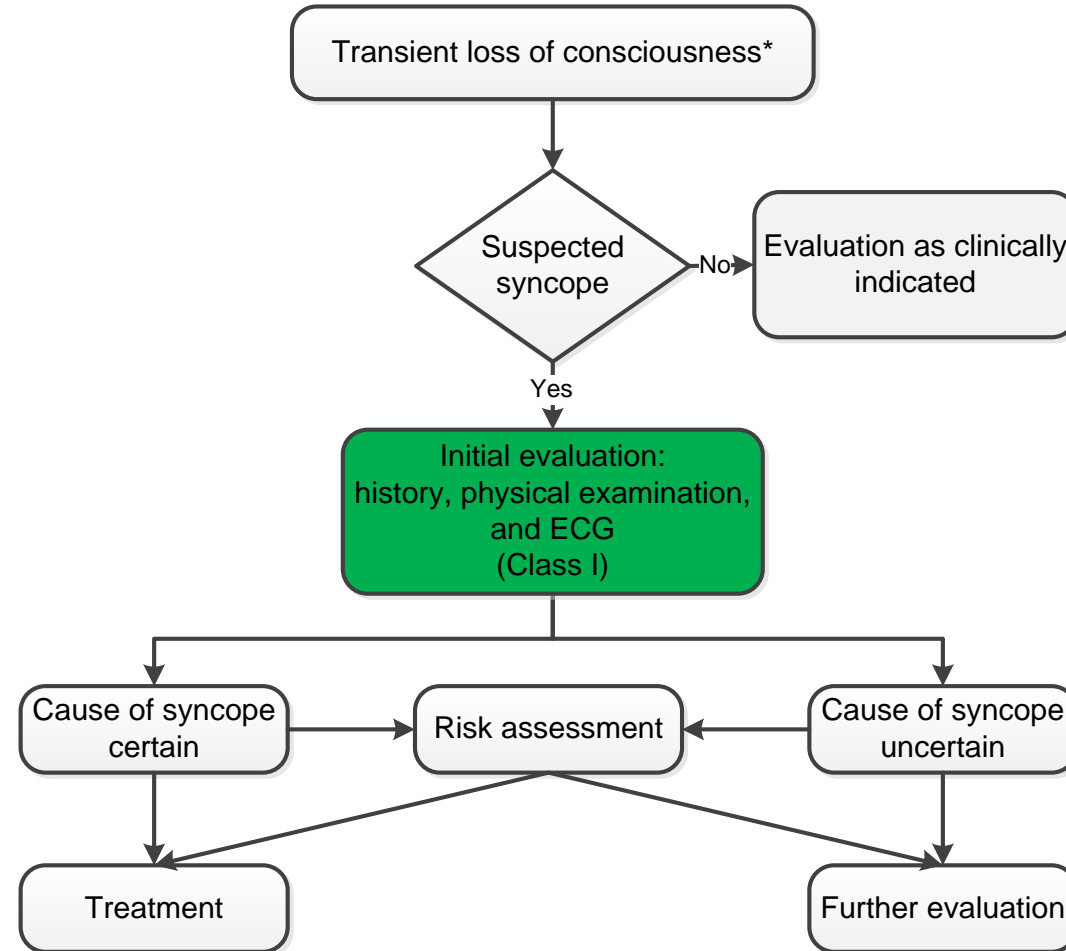 Transient loss of consciousness*
Suspected
syncope
No
Evaluation as clinically
indicated
Yes
Initial evaluation:
history, physical examination,
and ECG
(Class I)
Cause of syncope
certain
Risk assessment
Cause of syncope
uncertain
Treatment
Further evaluation